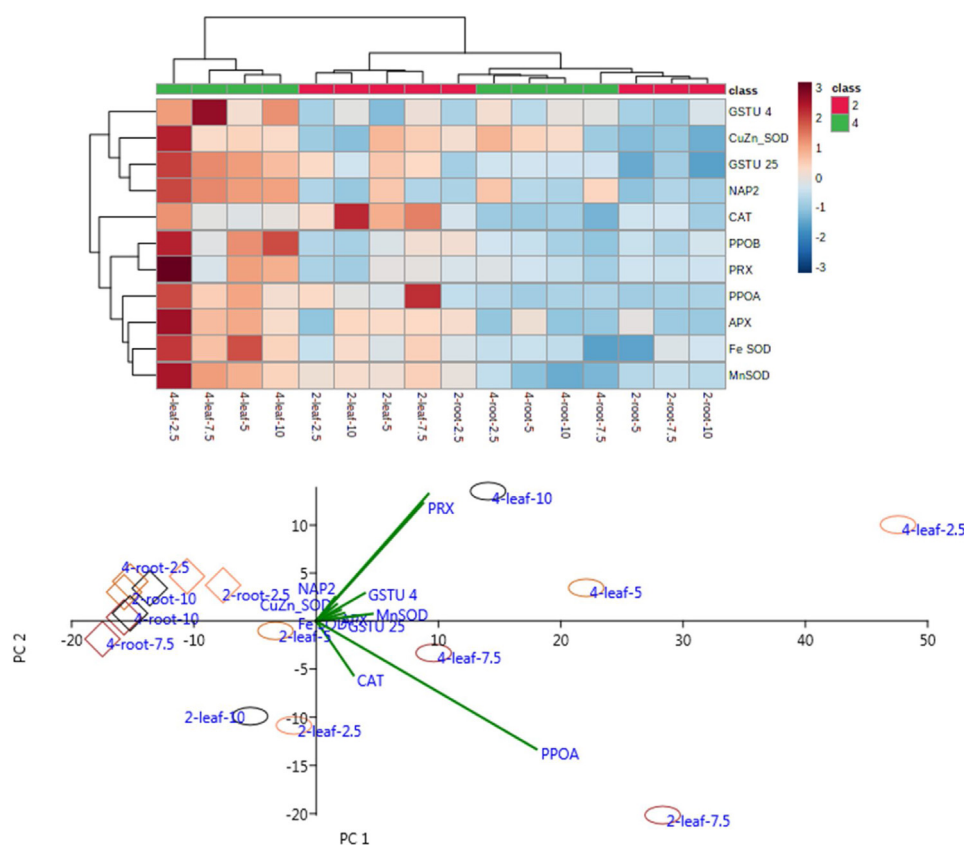 class
class
GSTU 4
3
2
CuZn_SOD
2
4
GSTU 25
1
NAP2
0
CAT
-1
PPOB
-2
PRX
-3
PPOA
APX
Fe SOD
MnSOD
4-leaf-2.5
4-leaf-7.5
4-leaf-5
4-leaf-10
2-leaf-2.5
2-leaf-10
2-leaf-5
2-leaf-7.5
2-root-2.5
4-root-2.5
4-root-5
4-root-10
4-root-7.5
2-root-5
2-root-7.5
2-root-10
4-leaf-10
PRX
10
4-leaf-2.5
4-root-2.5
5
NAP2
4-leaf-5
2-root-10
2-root-2.5
GSTU 4
CuZn_SOD
4-root-10
MnSOD
Fe SOD
GSTU 25
-20
-10
10
20
30
40
50
2-leaf-5
4-root-7.5
4-leaf-7.5
-5
CAT
PC 2
2-leaf-10
-10
2-leaf-2.5
PPOA
-15
-20
2-leaf-7.5
PC 1